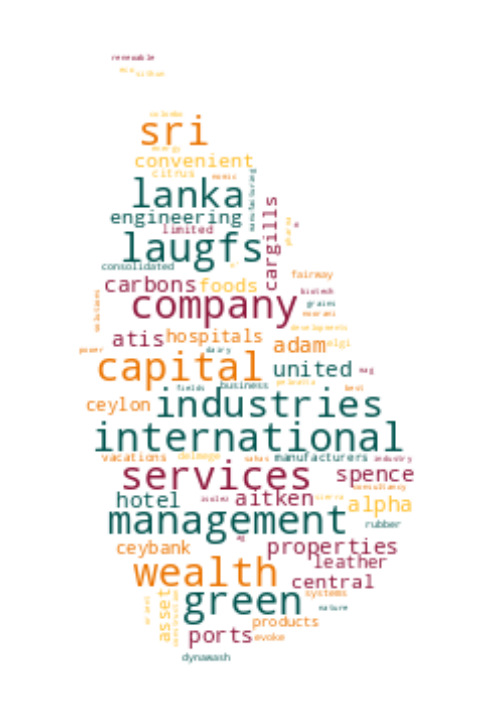 renewable
sri
convenient
citrus
lanka
engineering
limited
manufacturing
cargills
laugfs
consolidated
fairway
carbons foods
biotech
company
grains
developments
atis hospitals
adam
power
dairy
capital united
fields business
best
ceylon industries
international
vacations delmege
manufacturers industry
services spence
consultancy
hotel aitken alpha
management rubber
ceybank properties
leather
wealth central
asset
green systems
nature
products
ports evoke
dynawash